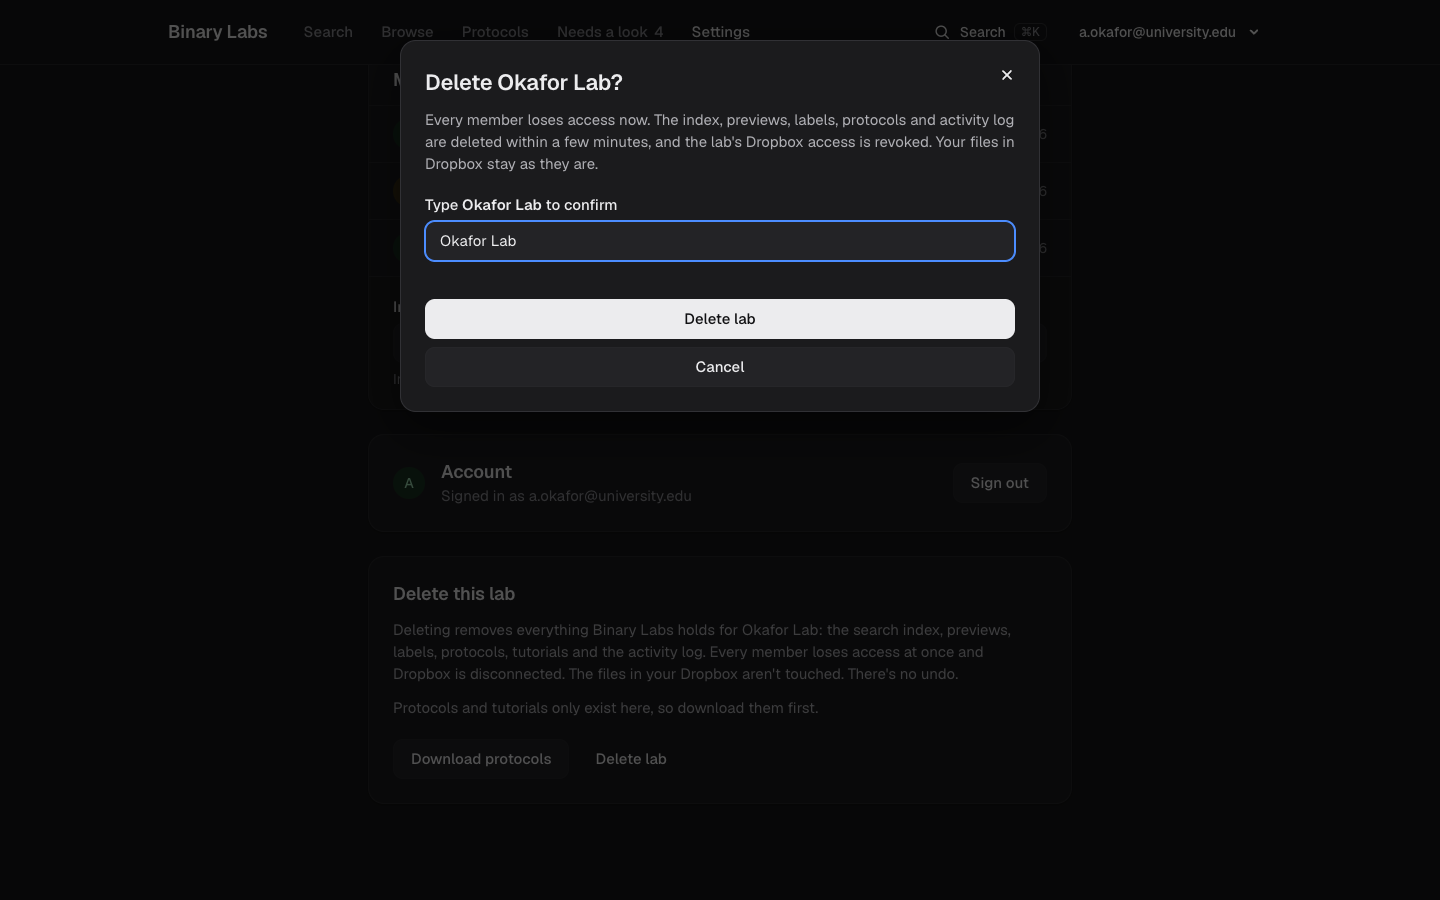 Binary Labs Search Browse Protocols Needs a look 4 Settings Search ⌘K a.okafor@university.edu
Delete Okafor Lab?
Every member loses access now. The index, previews, labels, protocols and activity log
are deleted within a few minutes, and the lab's Dropbox access is revoked. Your files in
Dropbox stay as they are.
Type Okafor Lab to confirm
Okafor Lab
Delete lab
Cancel
A
Account
Signed in as a.okafor@university.edu
Sign out
Delete this lab
Deleting removes everything Binary Labs holds for Okafor Lab: the search index, previews,
labels, protocols, tutorials and the activity log. Every member loses access at once and
Dropbox is disconnected. The files in your Dropbox aren't touched. There's no undo.
Protocols and tutorials only exist here, so download them first.
Download protocols Delete lab